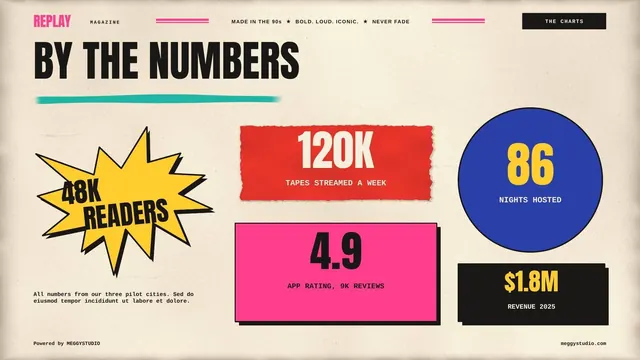 REPLAY MAGAZINE
MADE IN THE 90s ★ BOLD. LOUD. ICONIC. ★ NEVER FADE
THE CHARTS
BY THE NUMBERS
48K
READERS
All numbers from our three pilot cities. Sed do
eiusmod tempor incididunt ut labore et dolore.
120K
TAPES STREAMED A WEEK
4.9
APP RATING, 9K REVIEWS
86
NIGHTS HOSTED
$1.8M
REVENUE 2025
Powered by MEGGYSTUDIO
meggystudio.com